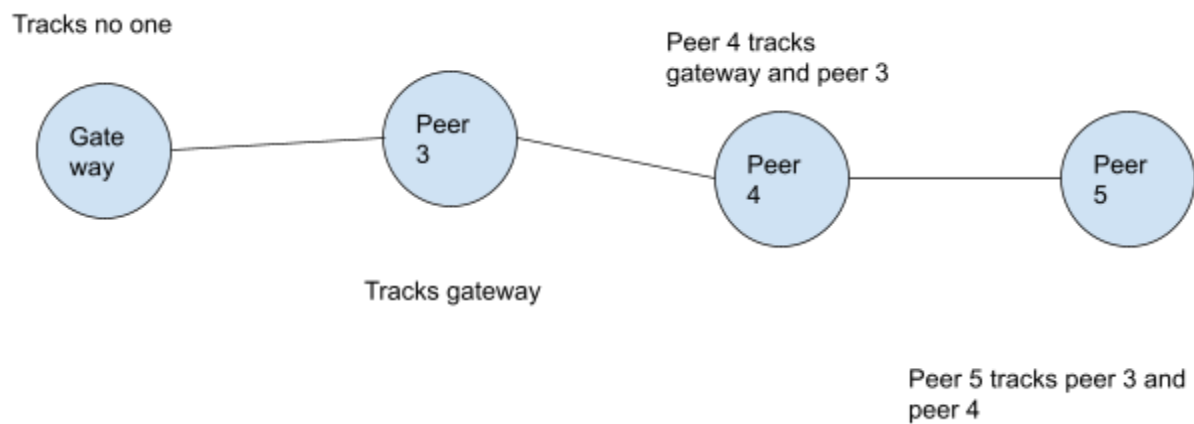 Tracks no one
Gate
way
Peer
3
Tracks gateway
Peer 4 tracks
gateway and peer 3
Peer
4
Peer
5
Peer 5 tracks peer 3 and
peer 4